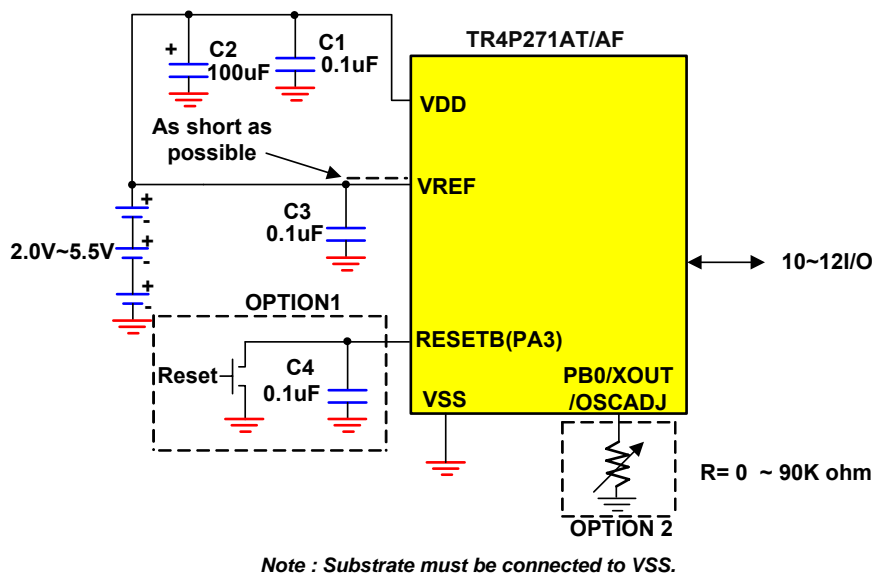 TR4P271AT/AF
+
C2
100uF
C1
0.1uF
VDD
As short as
possible
VREF
C3
0.1uF
+
-
+
-
+
-
2.0V~5.5V
10~12I/O
OPTION1
RESETB(PA3)
Reset
C4
0.1uF
VSS
PB0/XOUT
/OSCADJ
R= 0 ~ 90K ohm
OPTION 2
Note : Substrate must be connected to VSS.